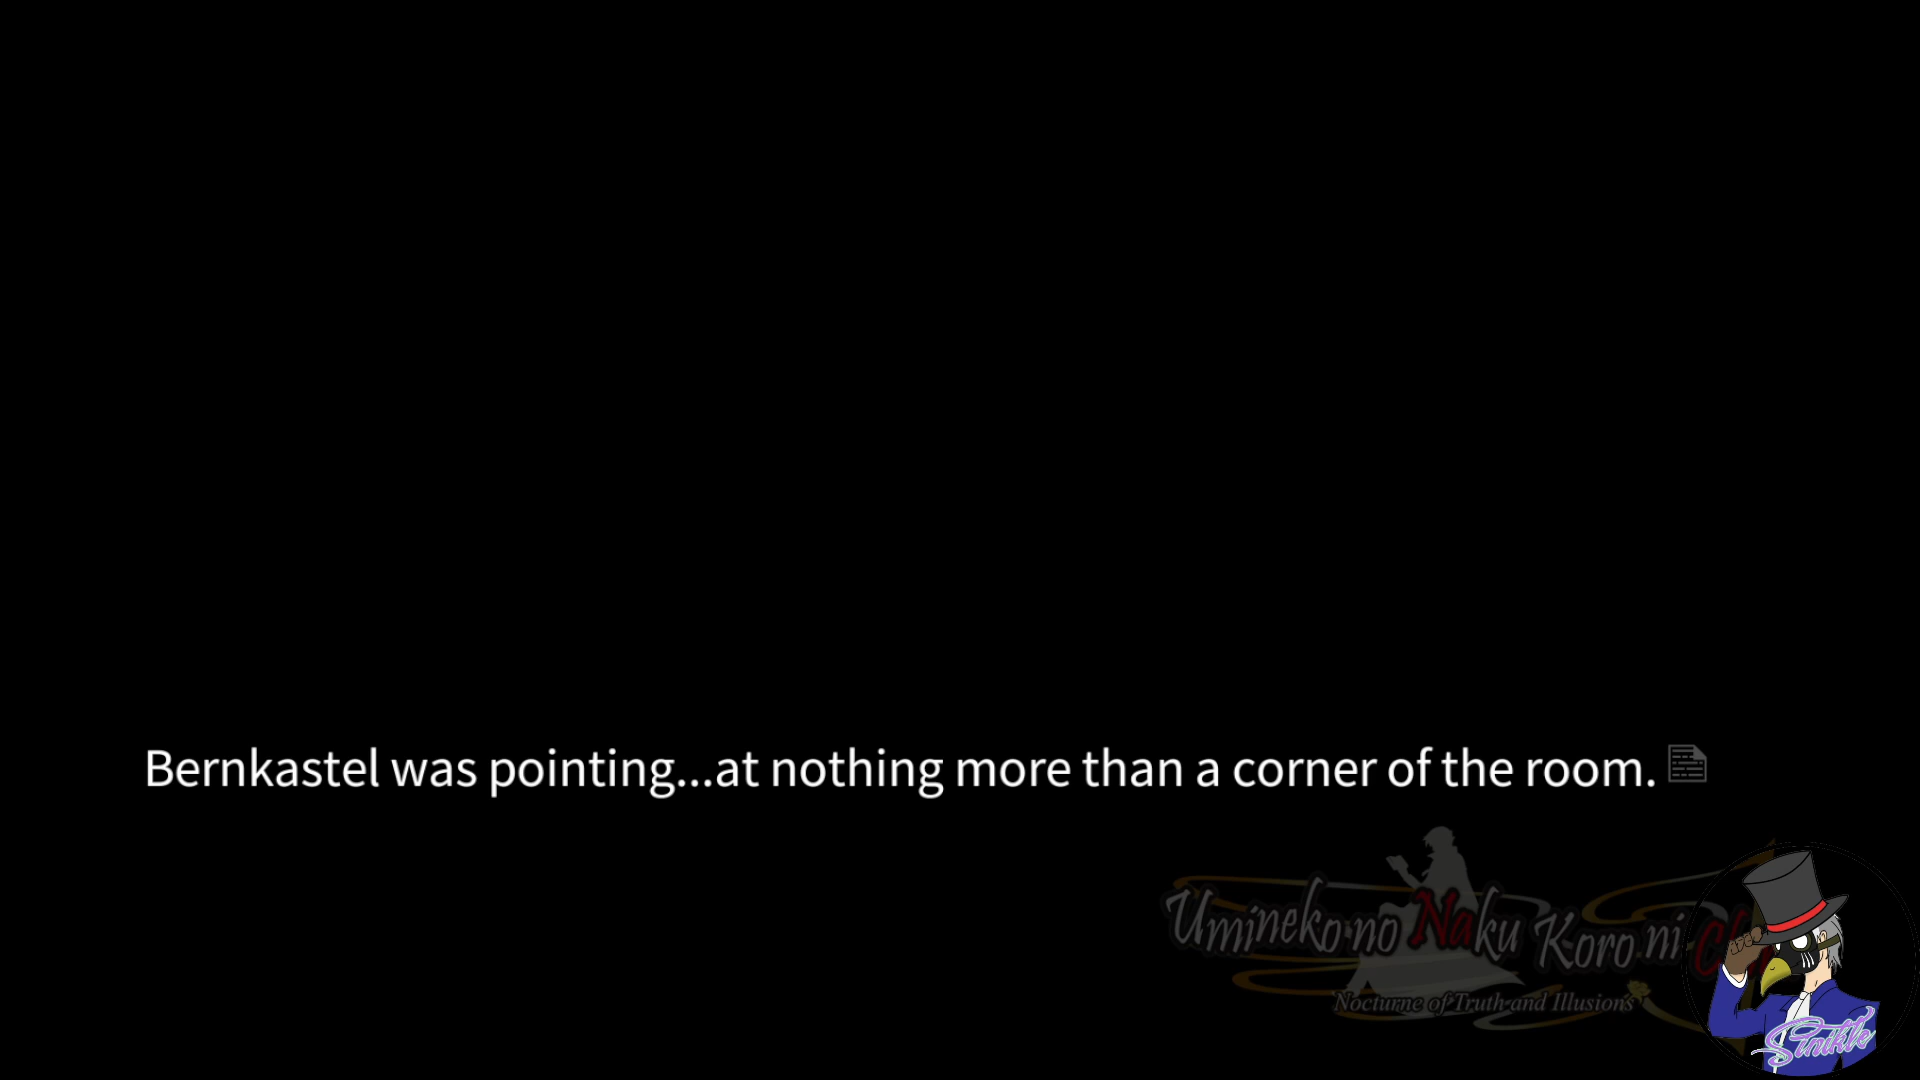 Bernkastel was pointing...at nothing more than a corner of the room.
Umineko no Naku Koro ni
Nocturne of Truth and Illusions
Sinikle